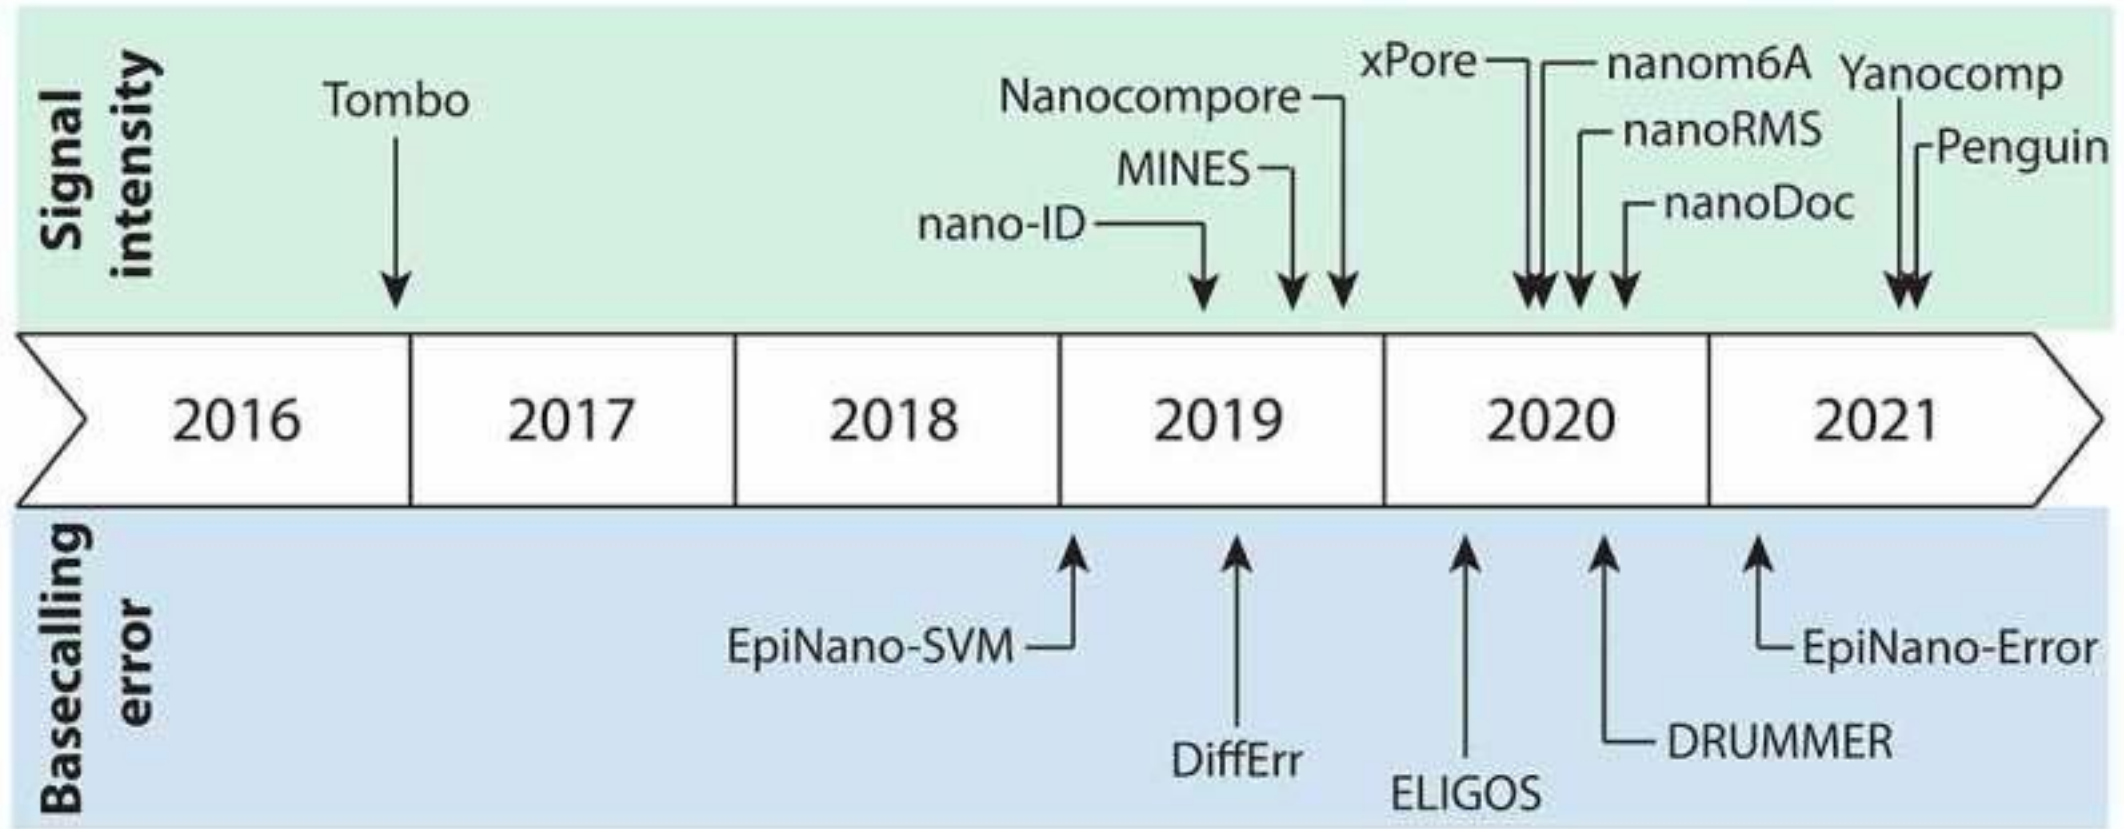 Signal
intensity
Tombo
Nanocompore
MINES
nano-ID
xPore
nanom6A
nanoRMS
nanoDoc
Yanocomp
Penguin
2016
2017
2018
2019
2020
2021
Basecalling
error
EpiNano-SVM
DiffErr
ELIGOS
DRUMMER
EpiNano-Error